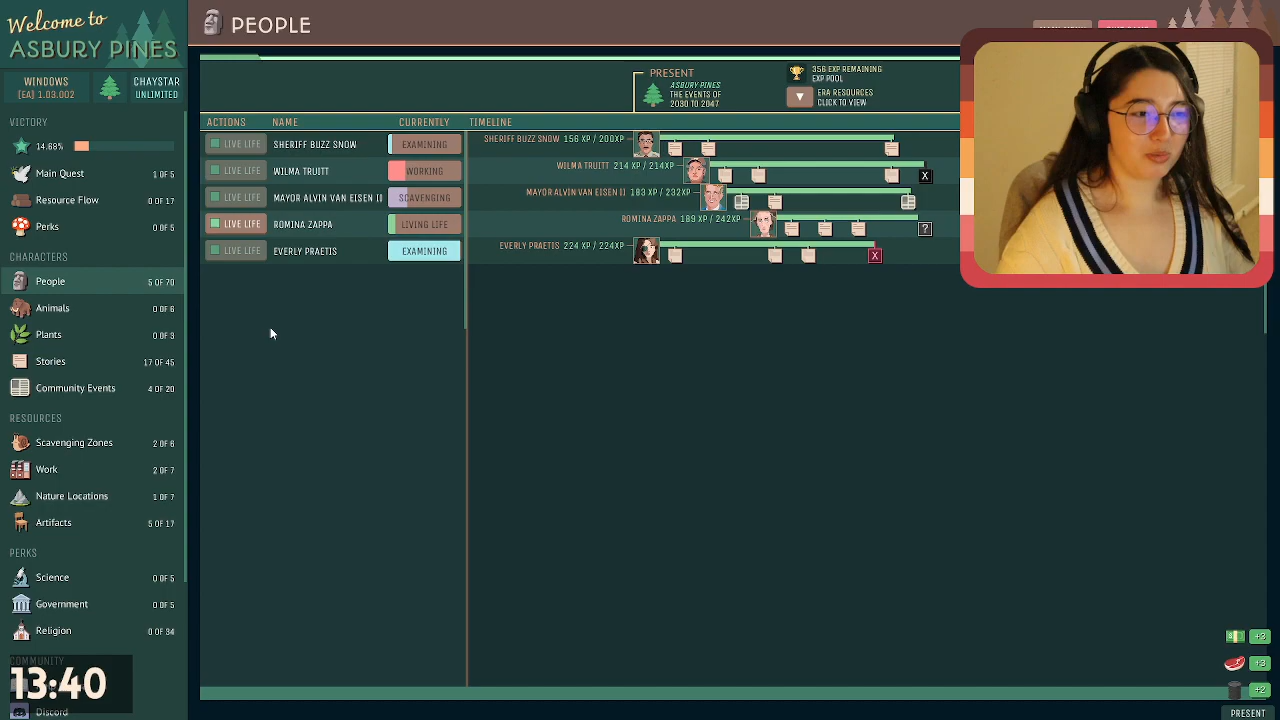 Welcome to
ASBURY PINES
WINDOWS
[EA] 1.03.002
CHAYSTAR
UNLIMITED
VICTORY
14.68%
Main Quest 1 OF 5
Resource Flow 0 OF 17
Perks 0 OF 5
CHARACTERS
People 5 OF 70
Animals 0 OF 6
Plants 0 OF 3
Stories 17 OF 45
Community Events 4 OF 20
RESOURCES
Scavenging Zones 2 OF 6
Work 2 OF 7
Nature Locations 1 OF 7
Artifacts 5 OF 17
PERKS
Science 0 OF 5
Government 0 OF 5
Religion 0 OF 34
COMMUNITY
13:40
Discord
PEOPLE
PRESENT
ASBURY PINES
THE EVENTS OF
2030 TO 2047
356 EXP REMAINING
EXP POOL
ERA RESOURCES
CLICK TO VIEW
ACTIONS NAME CURRENTLY TIMELINE
LIVE LIFE SHERIFF BUZZ SNOW EXAMINING SHERIFF BUZZ SNOW 156 XP / 200XP
LIVE LIFE WILMA TRUITT WORKING WILMA TRUITT 214 XP / 214XP X
LIVE LIFE MAYOR ALVIN VAN EISEN II SCAVENGING MAYOR ALVIN VAN EISEN II 183 XP / 232XP
LIVE LIFE ROMINA ZAPPA LIVING LIFE ROMINA ZAPPA 189 XP / 242XP ?
LIVE LIFE EVERLY PRAETIS EXAMINING EVERLY PRAETIS 224 XP / 224XP X
+3
+3
+2
PRESENT